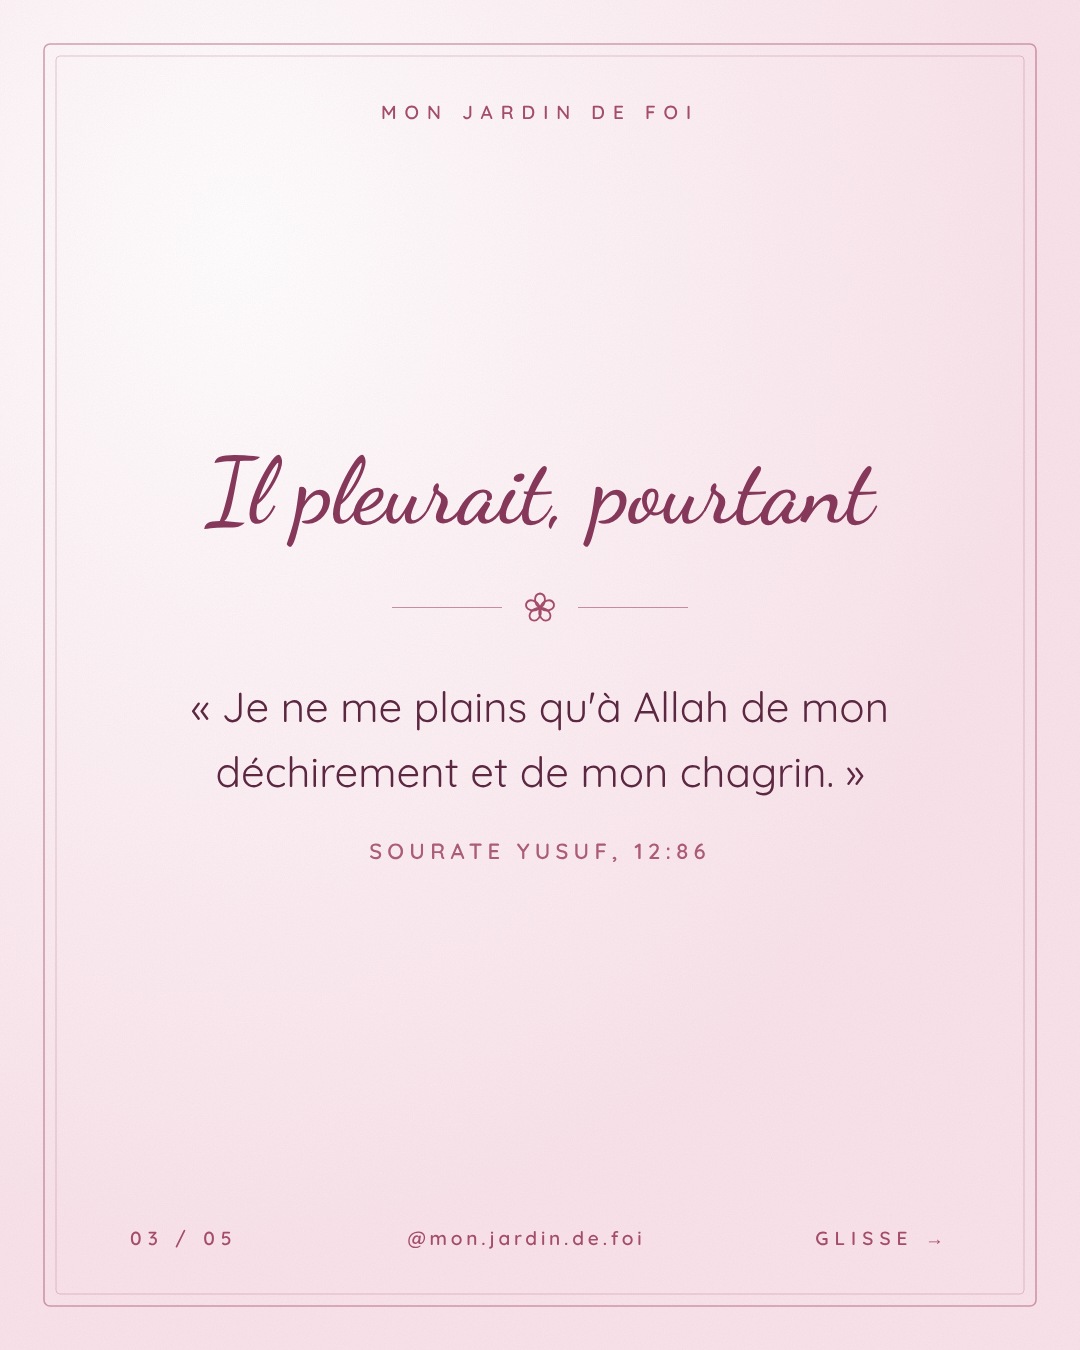 MON JARDIN DE FOI
Il pleurait, pourtant
« Je ne me plains qu'à Allah de mon
déchirement et de mon chagrin. »
SOURATE YUSUF, 12:86
03 / 05
@mon.jardin.de.foi
GLISSE →